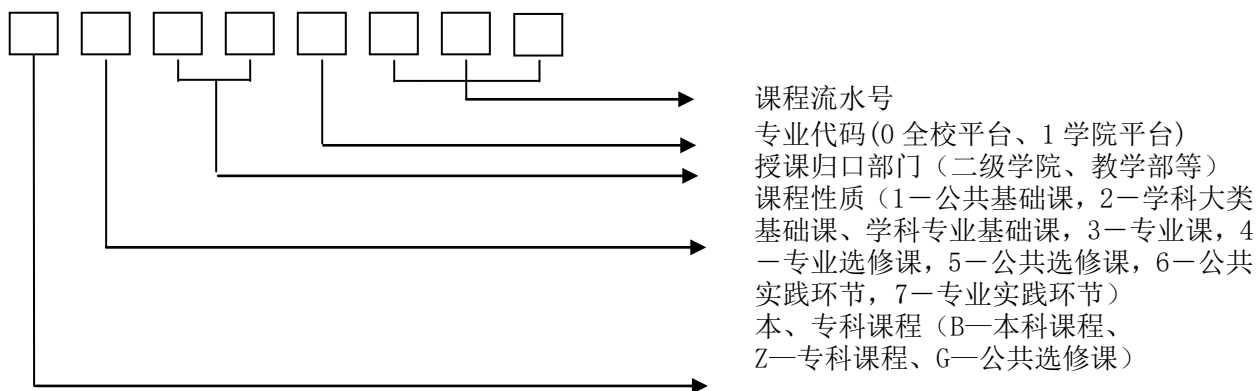 课程流水号
专业代码(0 全校平台、1 学院平台)
授课归口部门（二级学院、教学部等）
课程性质（1－公共基础课，2－学科大类
基础课、学科专业基础课，3－专业课，4
－专业选修课，5－公共选修课，6－公共
实践环节，7－专业实践环节）
本、专科课程（B—本科课程、
Z—专科课程、G—公共选修课）